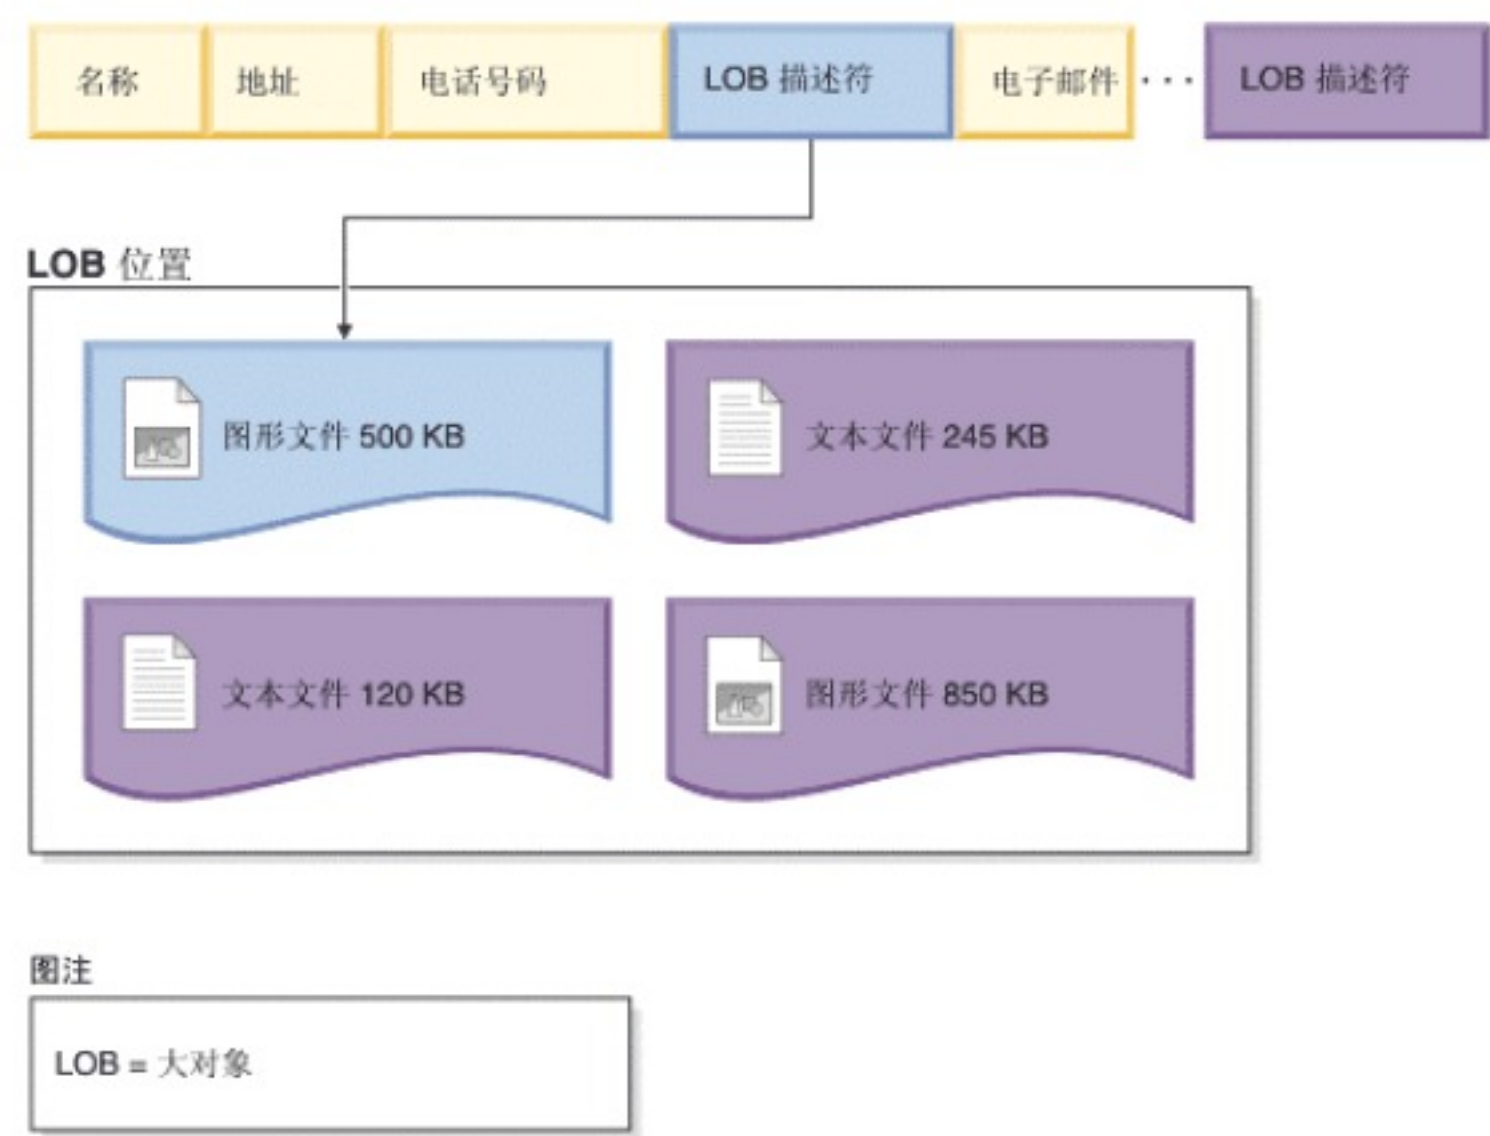 名称 地址 电话号码 LOB 描述符 电子邮件 ··· LOB 描述符
LOB 位置
图形文件 500 KB 文本文件 245 KB
文本文件 120 KB 图形文件 850 KB
图注
LOB = 大对象